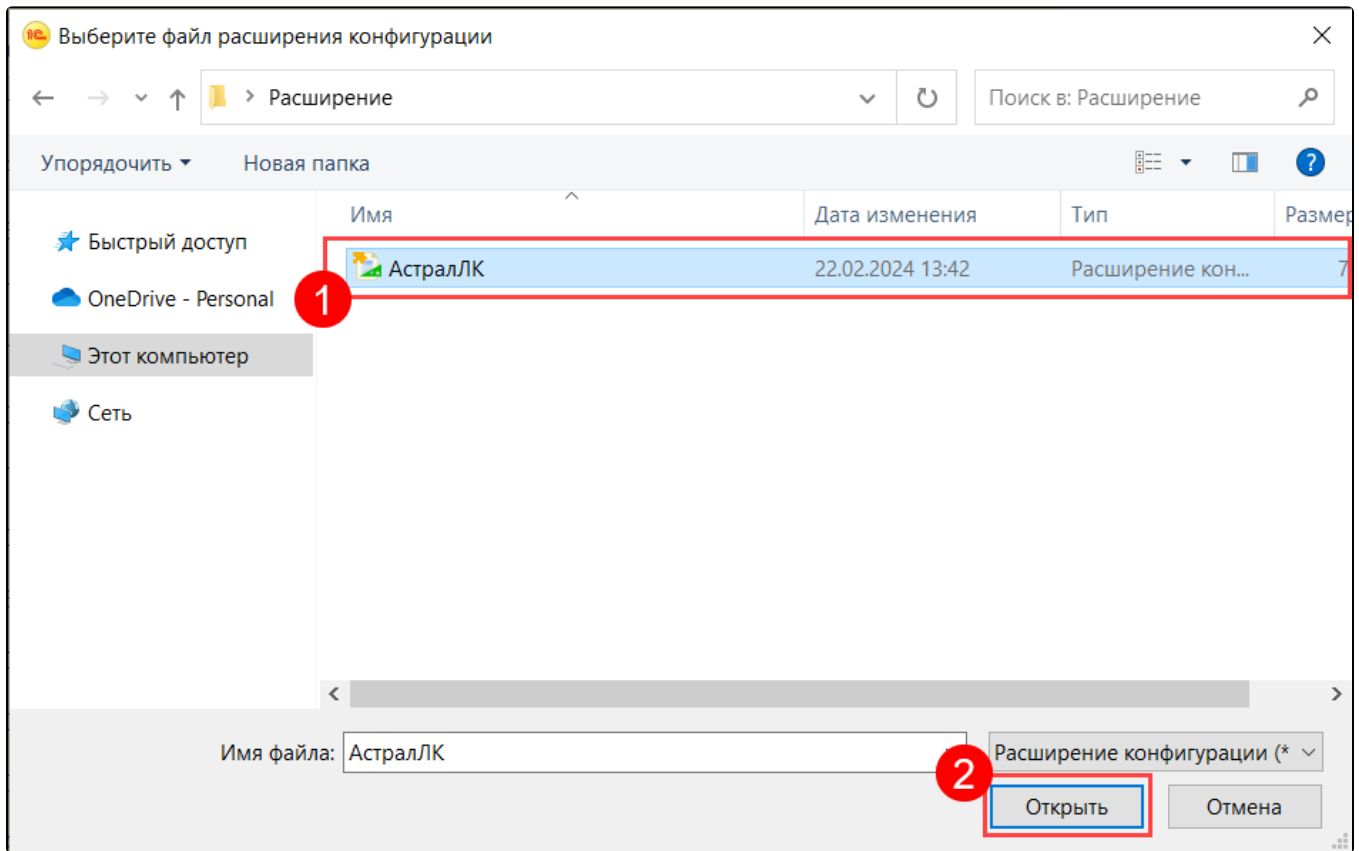 1С Выберите файл расширения конфигурации
Расширение
Поиск в: Расширение
Упорядочить Новая папка
?
Имя Дата изменения Тип Размер
Быстрый доступ
АстралЛК 22.02.2024 13:42 Расширение кон... 7
1
OneDrive - Personal
Этот компьютер
Сеть
Имя файла: АстралЛК
Расширение конфигурации (*
2
Открыть Отмена